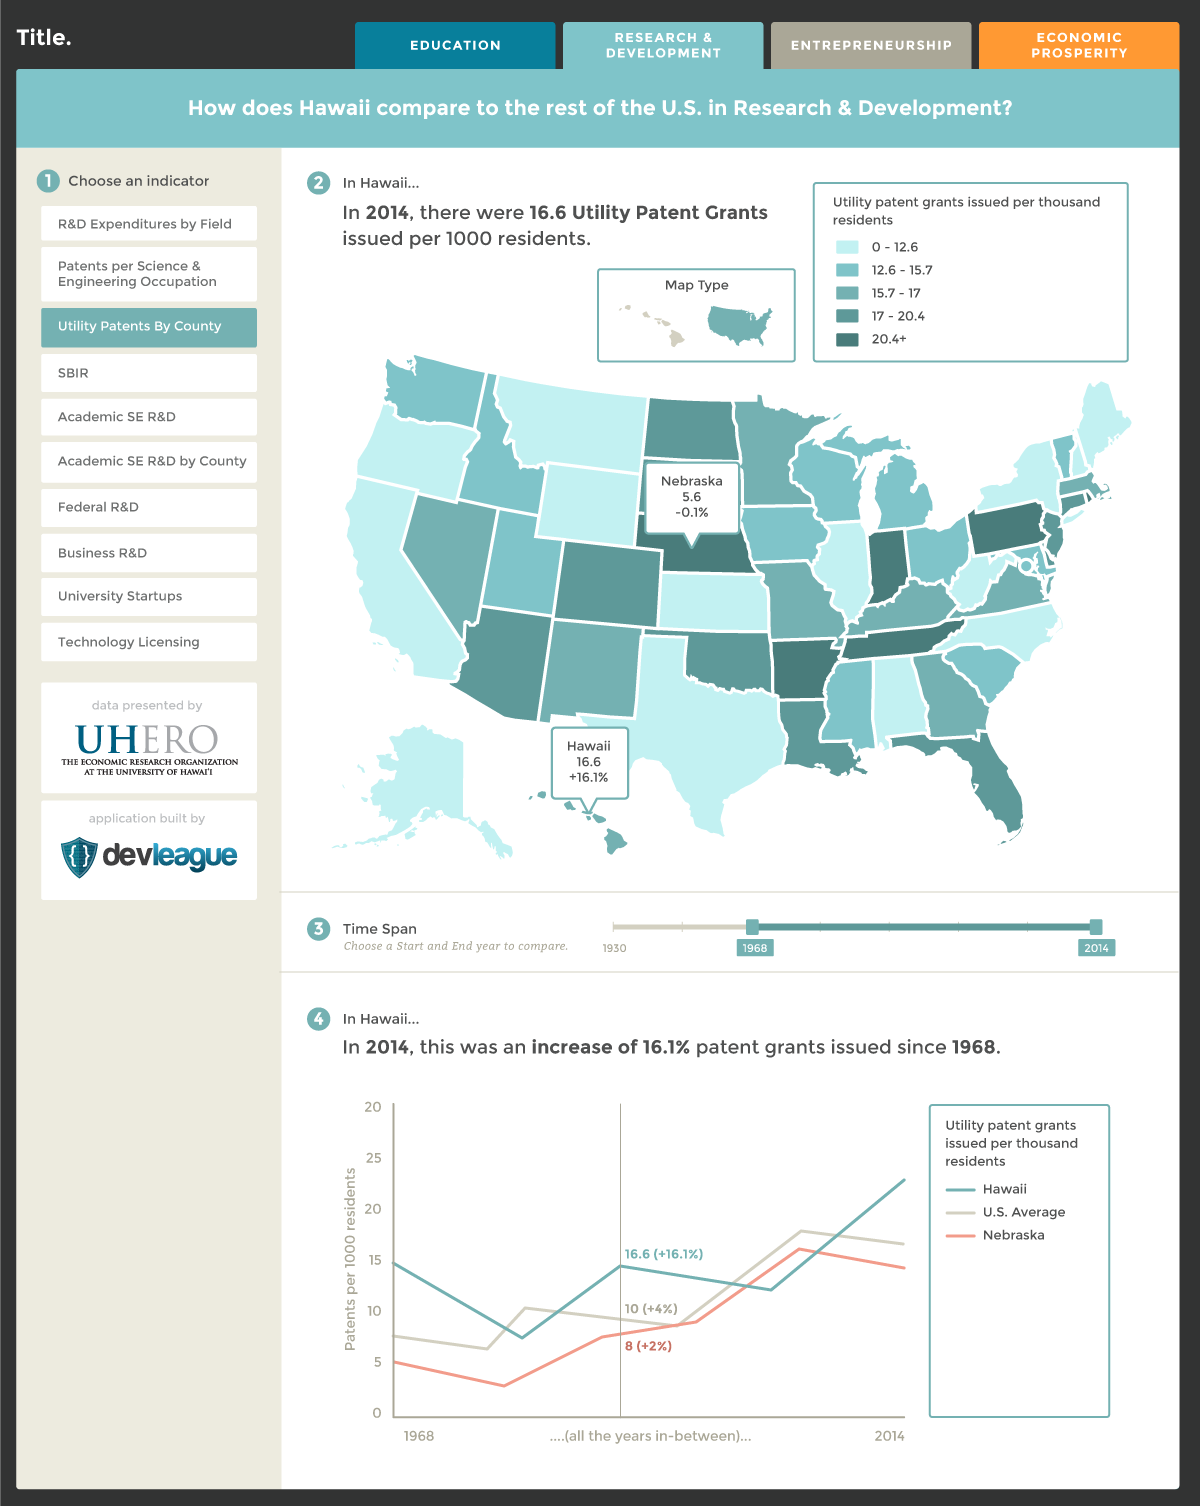 Title.
EDUCATION
RESEARCH &
DEVELOPMENT
ENTREPRENEURSHIP
ECONOMIC
PROSPERITY
How does Hawaii compare to the rest of the U.S. in Research & Development?
1 Choose an indicator
R&D Expenditures by Field
Patents per Science &
Engineering Occupation
Utility Patents By County
SBIR
Academic SE R&D
Academic SE R&D by County
Federal R&D
Business R&D
University Startups
Technology Licensing
data presented by
UHERO
THE ECONOMIC RESEARCH ORGANIZATION
AT THE UNIVERSITY OF HAWAI'I
application built by
{} devleague
2 In Hawaii...
In 2014, there were 16.6 Utility Patent Grants
issued per 1000 residents.
Map Type
Utility patent grants issued per thousand
residents
0 - 12.6
12.6 - 15.7
15.7 - 17
17 - 20.4
20.4+
Nebraska
5.6
-0.1%
Hawaii
16.6
+16.1%
3 Time Span
Choose a Start and End year to compare.
1930
1968
2014
4 In Hawaii...
In 2014, this was an increase of 16.1% patent grants issued since 1968.
Patents per 1000 residents
20
25
20
15
10
5
0
16.6 (+16.1%)
10 (+4%)
8 (+2%)
1968
....(all the years in-between)...
2014
Utility patent grants
issued per thousand
residents
Hawaii
U.S. Average
Nebraska